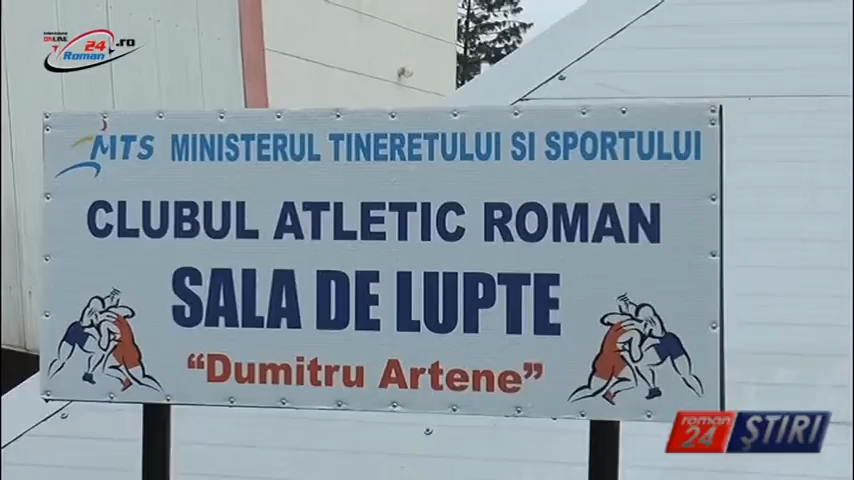 ONLINE
Roman 24 .ro
MTS MINISTERUL TINERETULUI SI SPORTULUI
CLUBUL ATLETIC ROMAN
SALA DE LUPTE
“Dumitru Artene”
roman 24 ȘTIRI